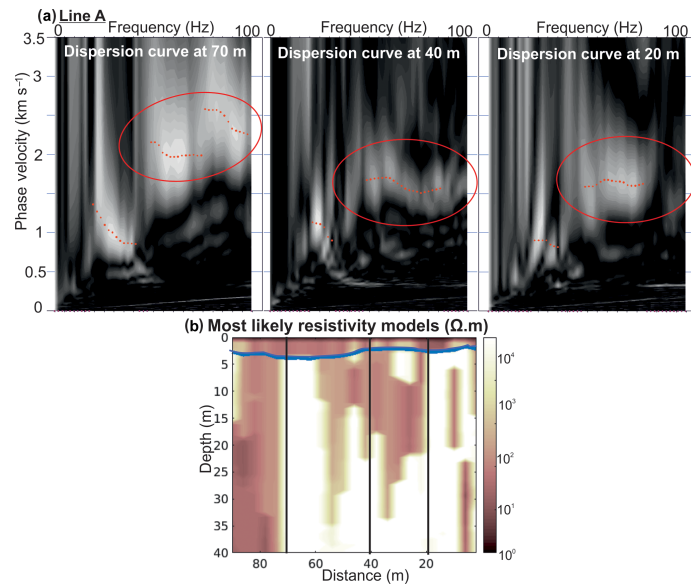 (a) Line A
Frequency (Hz) Frequency (Hz) Frequency (Hz)
0 100 0 100 0 100
Dispersion curve at 70 m Dispersion curve at 40 m Dispersion curve at 20 m
Phase velocity (km s⁻¹)
3.5
3
2
1
0.5
0
(b) Most likely resistivity models (Ω.m)
Depth (m)
0
5
10
15
20
25
30
35
40
10⁴
10³
10²
10¹
10⁰
80 60 40 20
Distance (m)